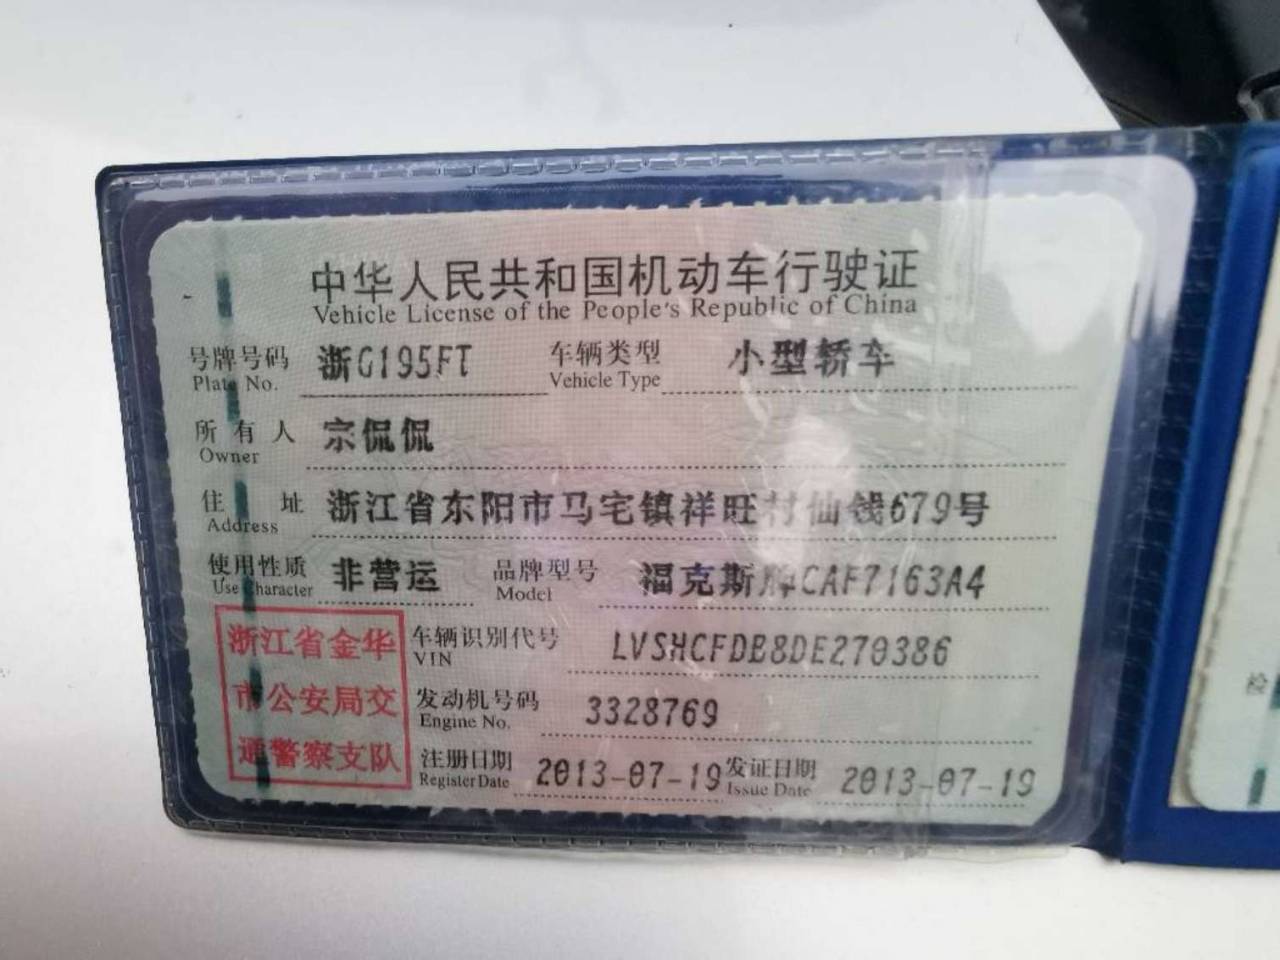 中华人民共和国机动车行驶证
Vehicle License of the People's Republic of China
号牌号码 浙G195FT 车辆类型 小型轿车
Plate No. Vehicle Type
所有人 宗侃侃
Owner
住址 浙江省东阳市马宅镇祥旺村仙钱679号
Address
使用性质 非营运 品牌型号 福克斯牌CAF7163A4
Use Character Model
浙江省金华 车辆识别代号 LVSHCFDB8DE270386
VIN
市公安局交 发动机号码 3328769
Engine No.
通警察支队 注册日期 2013-07-19 发证日期 2013-07-19
Register Date Issue Date
检